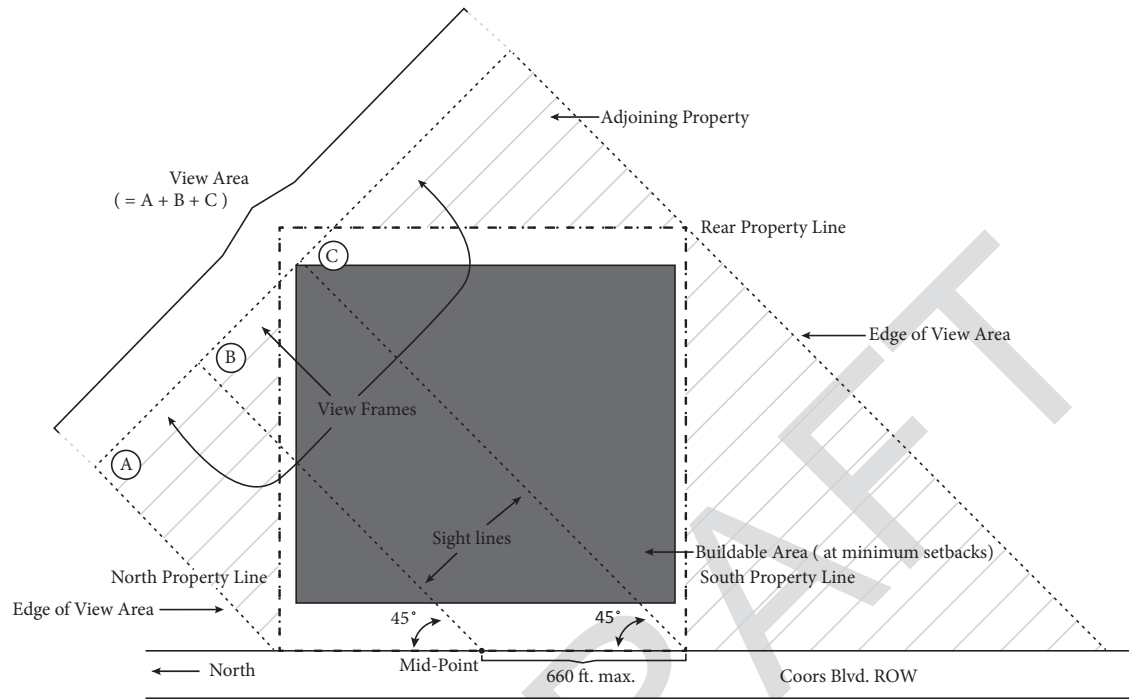 Adjoining Property
View Area
( = A + B + C )
Rear Property Line
C
Edge of View Area
B
View Frames
A
Sight lines
Buildable Area ( at minimum setbacks)
North Property Line
South Property Line
Edge of View Area
45°
45°
Mid-Point
North
660 ft. max.
Coors Blvd. ROW
DRAFT